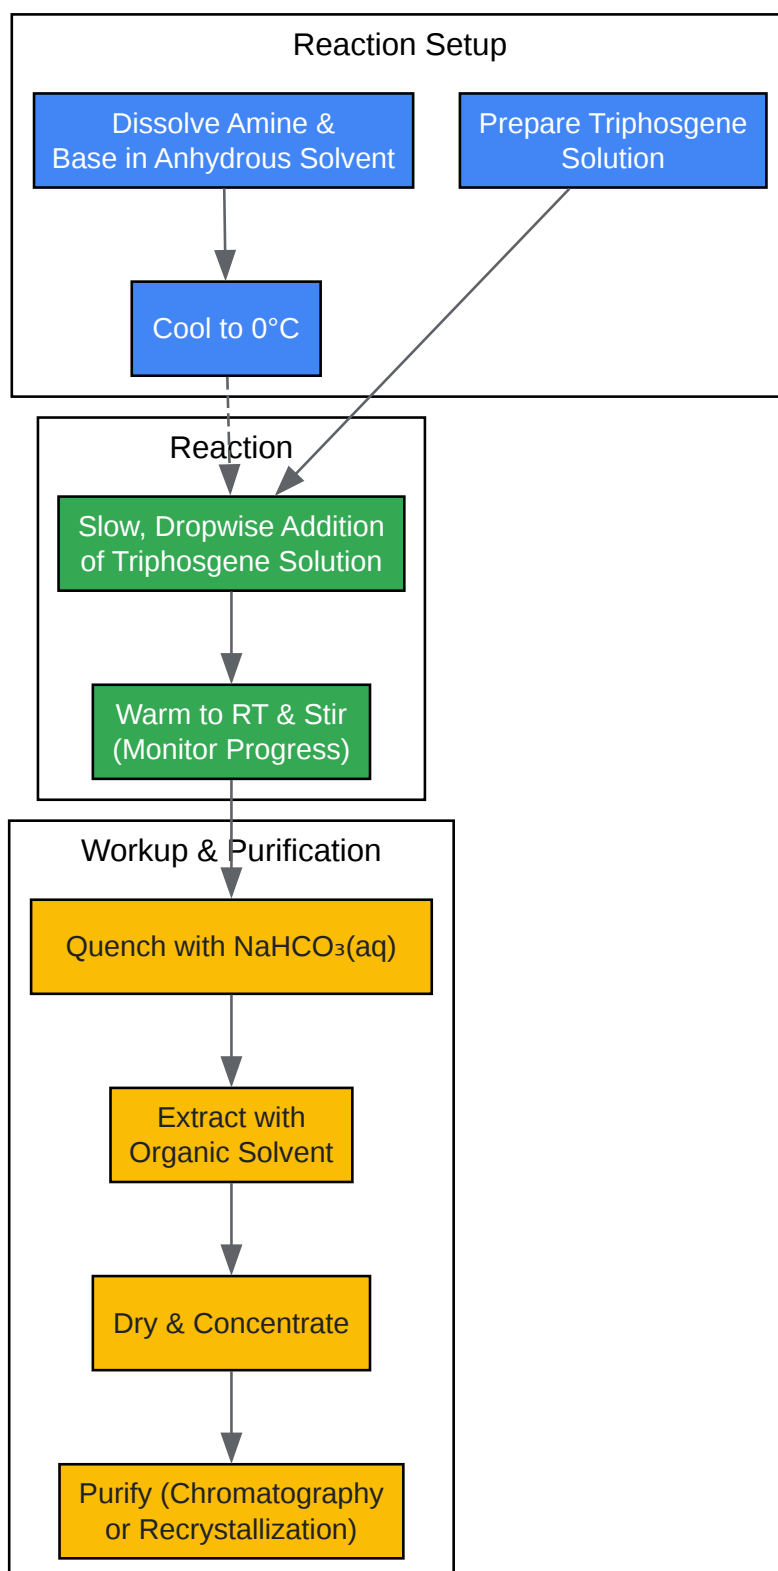 Reaction Setup
Dissolve Amine &
Base in Anhydrous Solvent
Prepare Triphosgene
Solution
Cool to 0°C
Reaction
Slow, Dropwise Addition
of Triphosgene Solution
Warm to RT & Stir
(Monitor Progress)
Workup & Purification
Quench with NaHCO₃(aq)
Extract with
Organic Solvent
Dry & Concentrate
Purify (Chromatography
or Recrystallization)